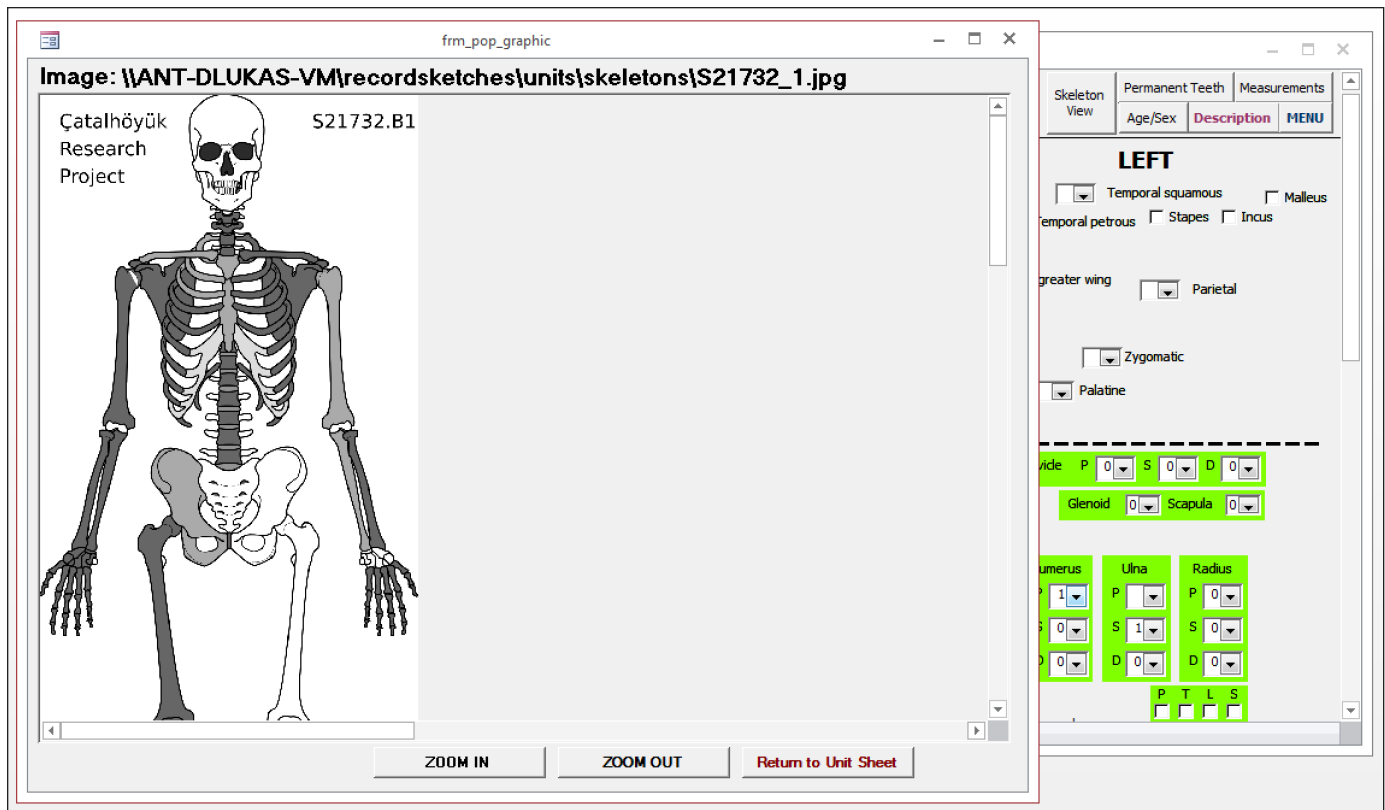 frm_pop_graphic
Image: \\ANT-DLUKAS-VM\recordsketches\units\skeletons\S21732_1.jpg
Çatalhöyük S21732.B1
Research
Project
ZOOM IN ZOOM OUT Return to Unit Sheet
Skeleton View Permanent Teeth Measurements
Age/Sex Description MENU
LEFT
Temporal squamous Malleus
Temporal petrous Stapes Incus
greater wing
Parietal
Zygomatic
Palatine
P 0 S 0 D 0
Glenoid 0 Scapula 0
Ulna Radius
P 1 P P 0
0 S 1 S 0
0 D 0 D 0
P T L S